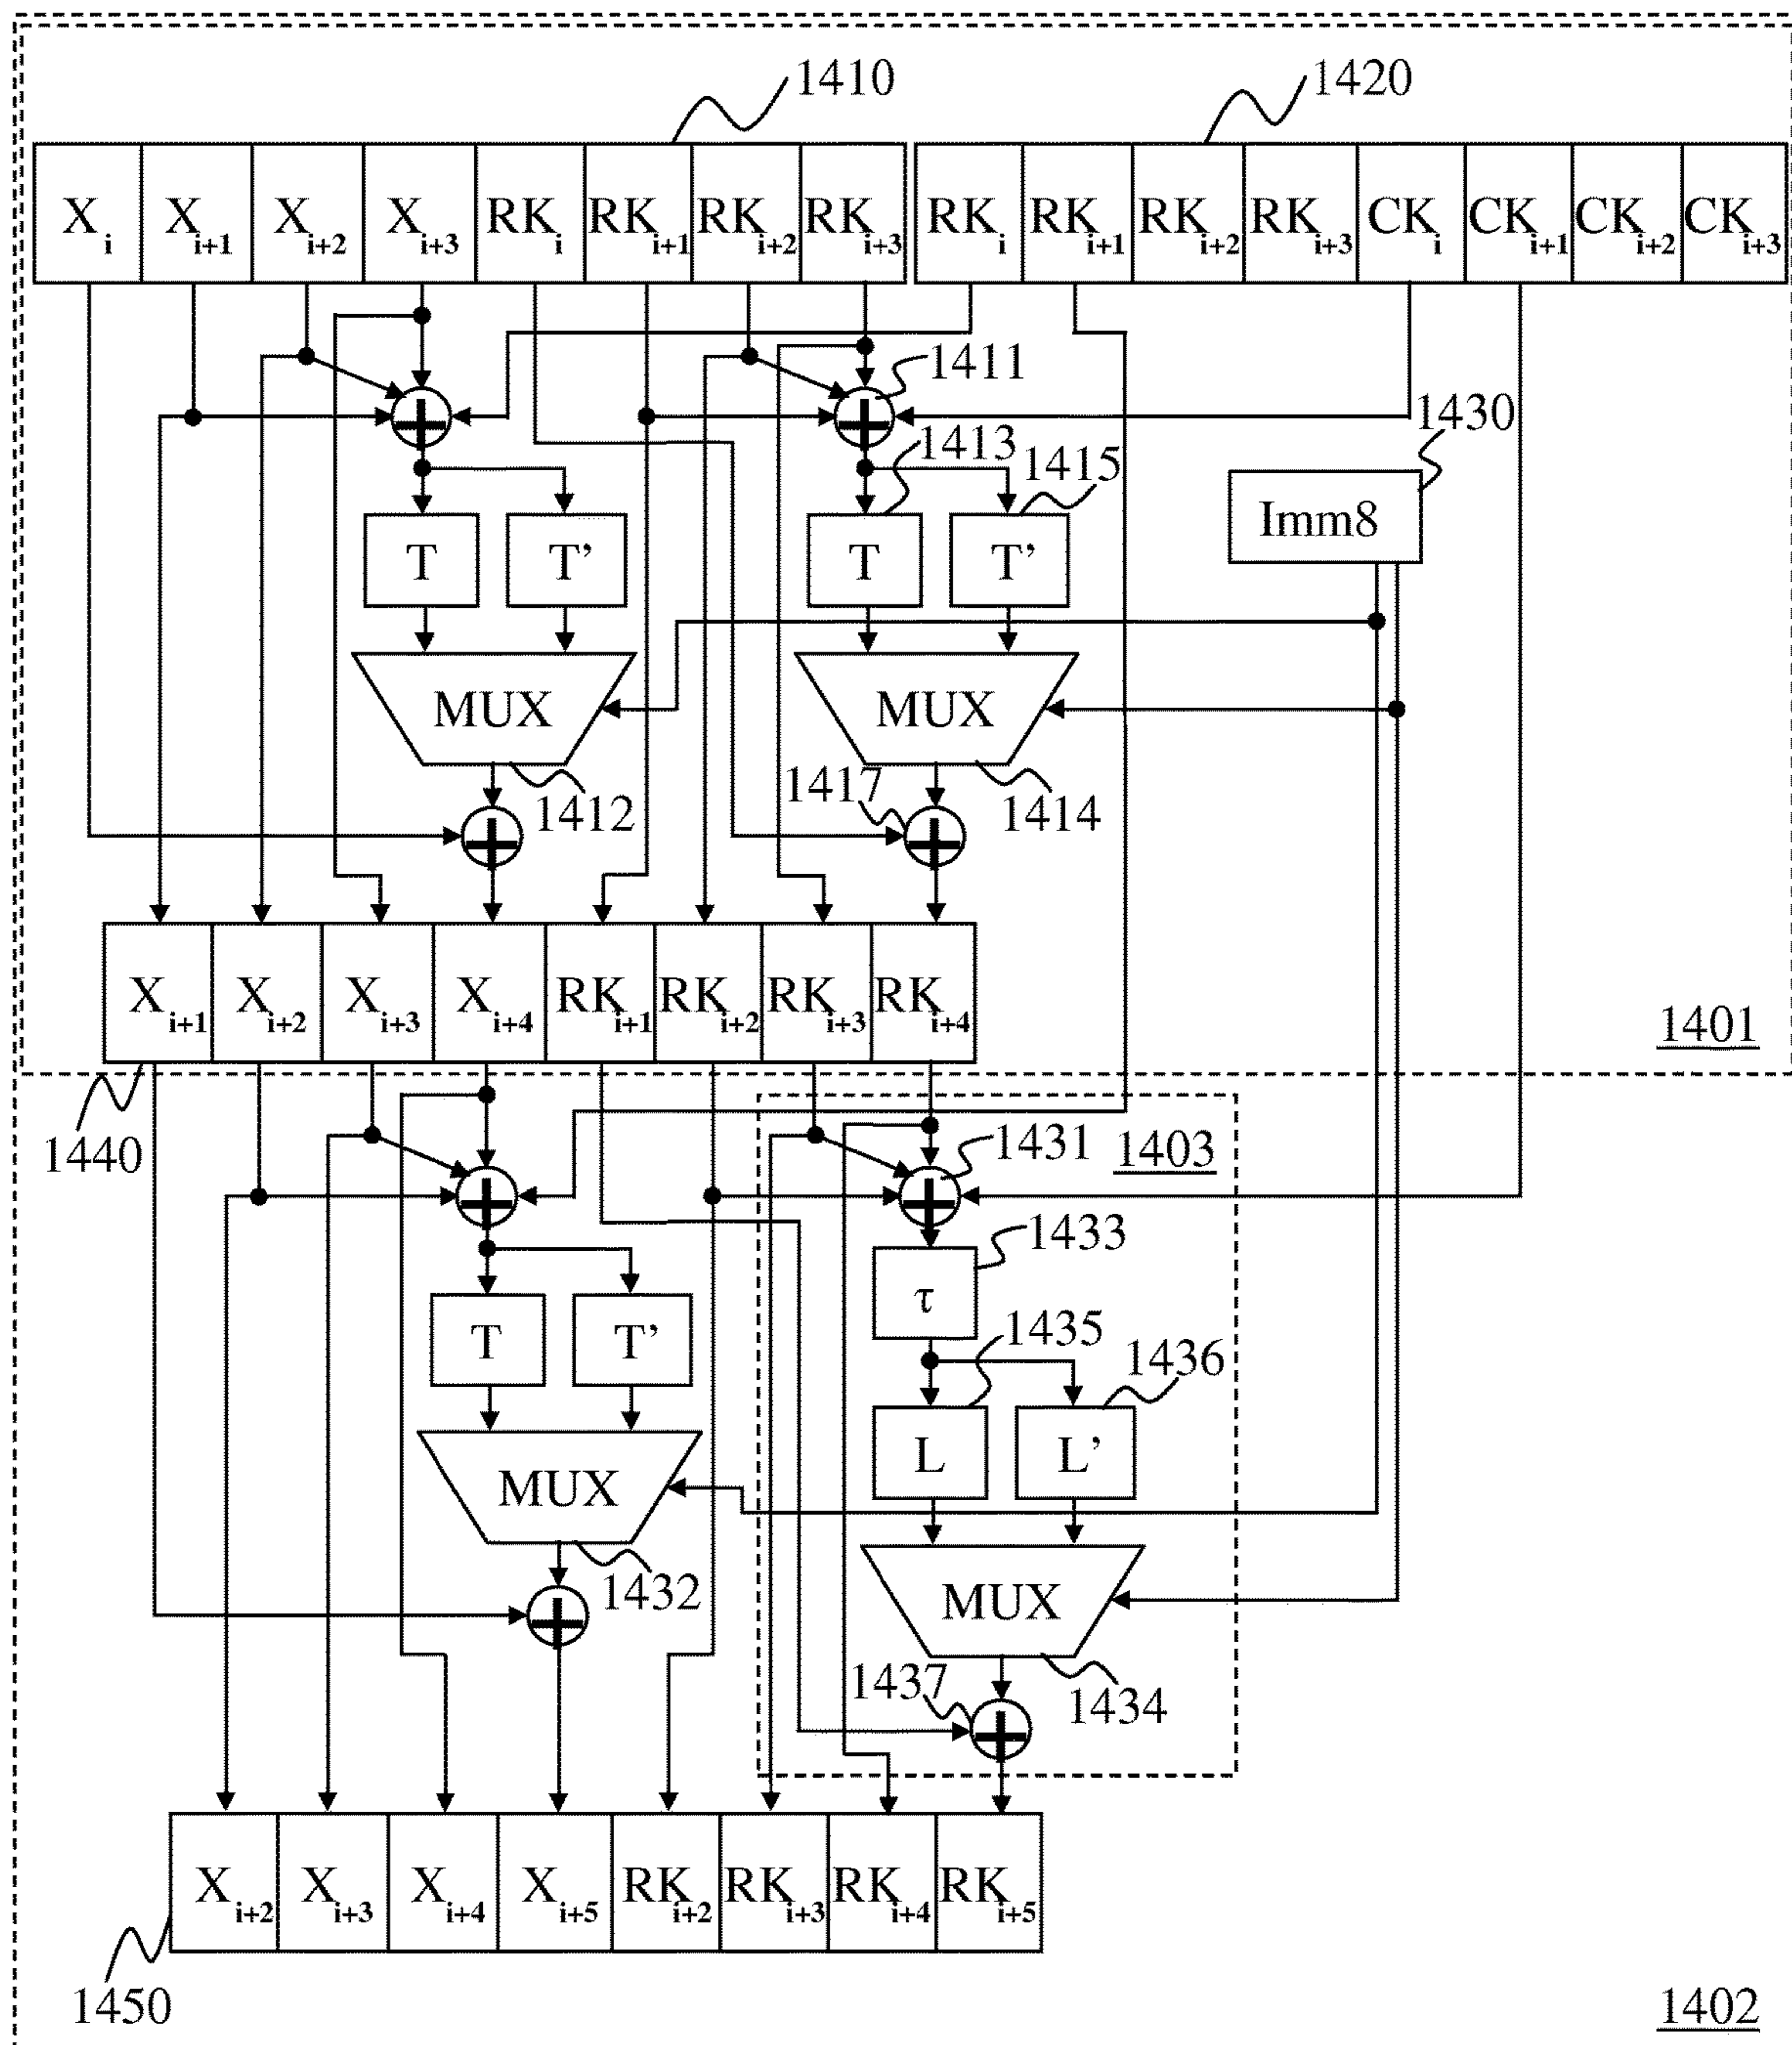 1410 1420
X i X i+1 X i+2 X i+3 RK i RK i+1 RK i+2 RK i+3 RK i RK i+1 RK i+2 RK i+3 CK i CK i+1 CK i+2 CK i+3
1411
1430
1413 1415
T T’ T T’ Imm8
MUX MUX
1417 1412 1414
X i+1 X i+2 X i+3 X i+4 RK i+1 RK i+2 RK i+3 RK i+4
1401
1440 1431 1403
1433
τ
T T’ 1435 1436
L L’
MUX
1432 MUX
1437 1434
X i+2 X i+3 X i+4 X i+5 RK i+2 RK i+3 RK i+4 RK i+5
1450 1402